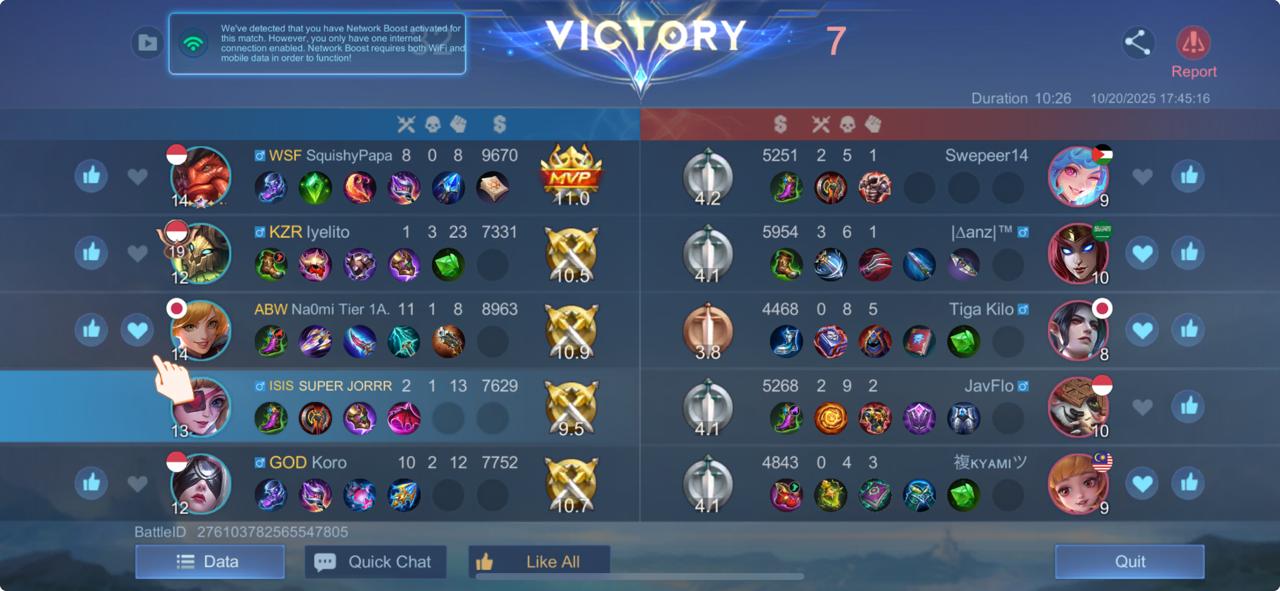 We've detected that you have Network Boost activated for
this match. However, you only have one internet
connection enabled. Network Boost requires both WiFi and
mobile data in order to function!
VICTORY
7
Report
Duration 10:26 10/20/2025 17:45:16
14 WSF SquishyPapa 8 0 8 9670 MVP 11.0
4.2 5251 2 5 1 Swepeer14 9
19 12 KZR Iyelito 1 3 23 7331 10.5
4.1 5954 3 6 1 |∆anz|™ 10
14 ABW Na0mi Tier 1A. 11 1 8 8963 10.9
3.8 4468 0 8 5 Tiga Kilo 8
13 ISIS SUPER JORRR 2 1 13 7629 9.5
4.1 5268 2 9 2 JavFlo 10
12 GOD Koro 10 2 12 7752 10.7
4.1 4843 0 4 3 複ᴋʏᴀᴍɪツ 9
BattleID 276103782565547805
Data Quick Chat Like All Quit